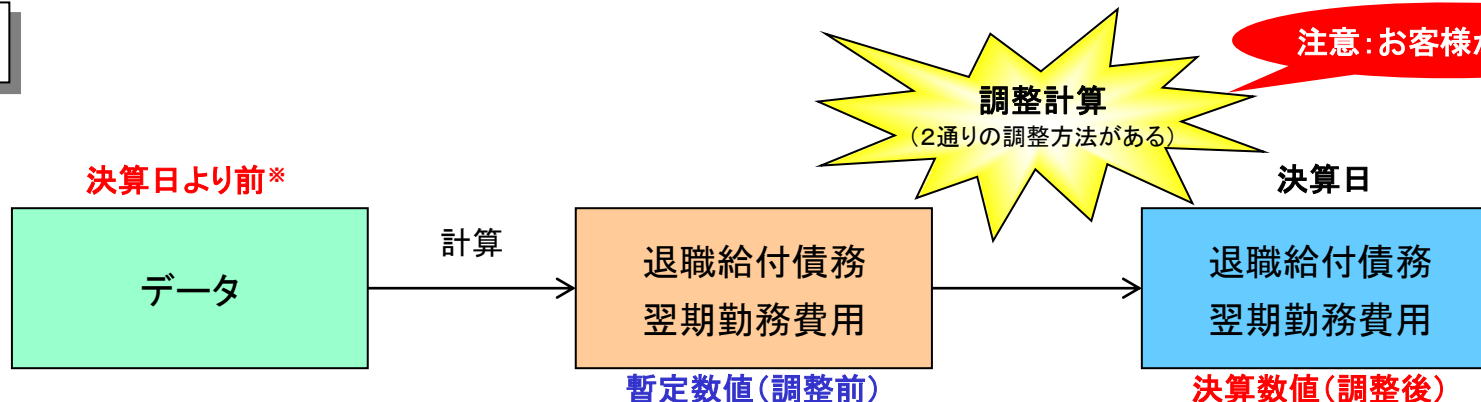 注意:お客様が
調整計算
(2通りの調整方法がある)
決算日より前※
決算日
データ
計算
退職給付債務
翌期勤務費用
退職給付債務
翌期勤務費用
暫定数値(調整前)
決算数値(調整後)